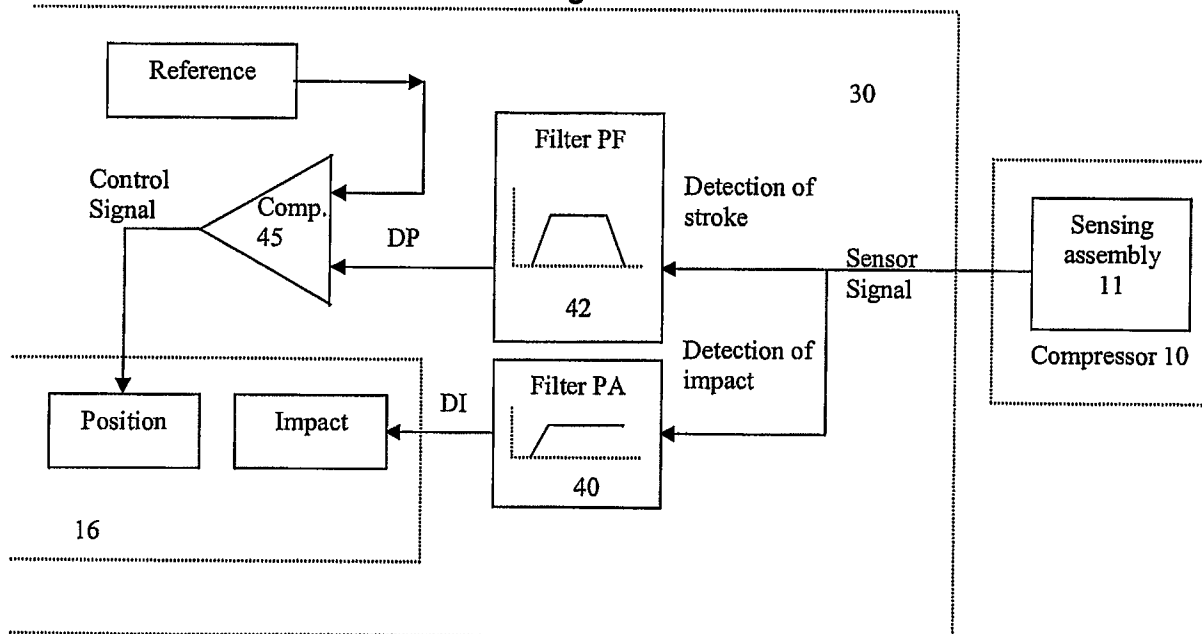 Reference
30
Filter PF
Control
Signal
Comp.
45
DP
Detection of
stroke
Sensor
Signal
Sensing
assembly
11
42
Compressor 10
Detection of
impact
Filter PA
DI
Position
Impact
40
16